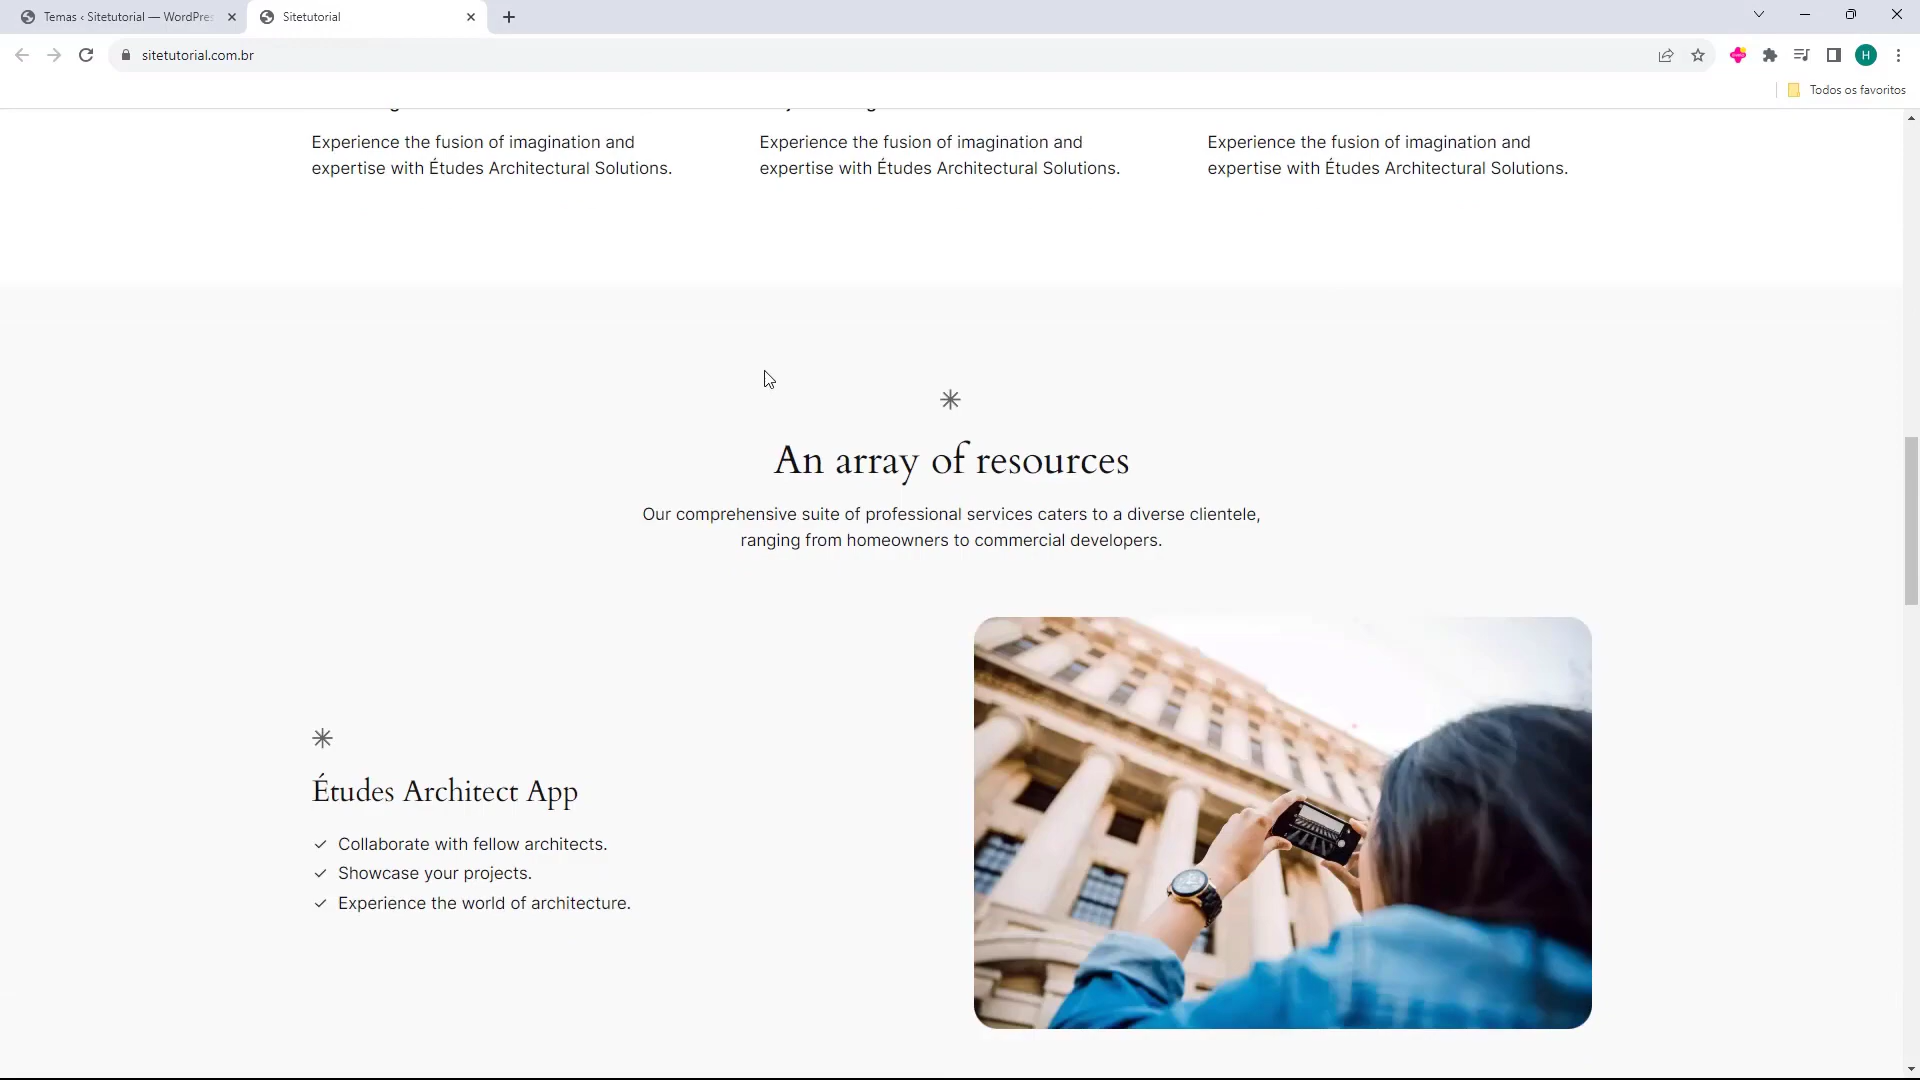 Temas ‹ Sitetutorial — WordPre
Sitetutorial
sitetutorial.com.br
H
Todos os favoritos
Experience the fusion of imagination and
expertise with Études Architectural Solutions.
Experience the fusion of imagination and
expertise with Études Architectural Solutions.
Experience the fusion of imagination and
expertise with Études Architectural Solutions.
An array of resources
Our comprehensive suite of professional services caters to a diverse clientele,
ranging from homeowners to commercial developers.
Études Architect App
Collaborate with fellow architects.
Showcase your projects.
Experience the world of architecture.